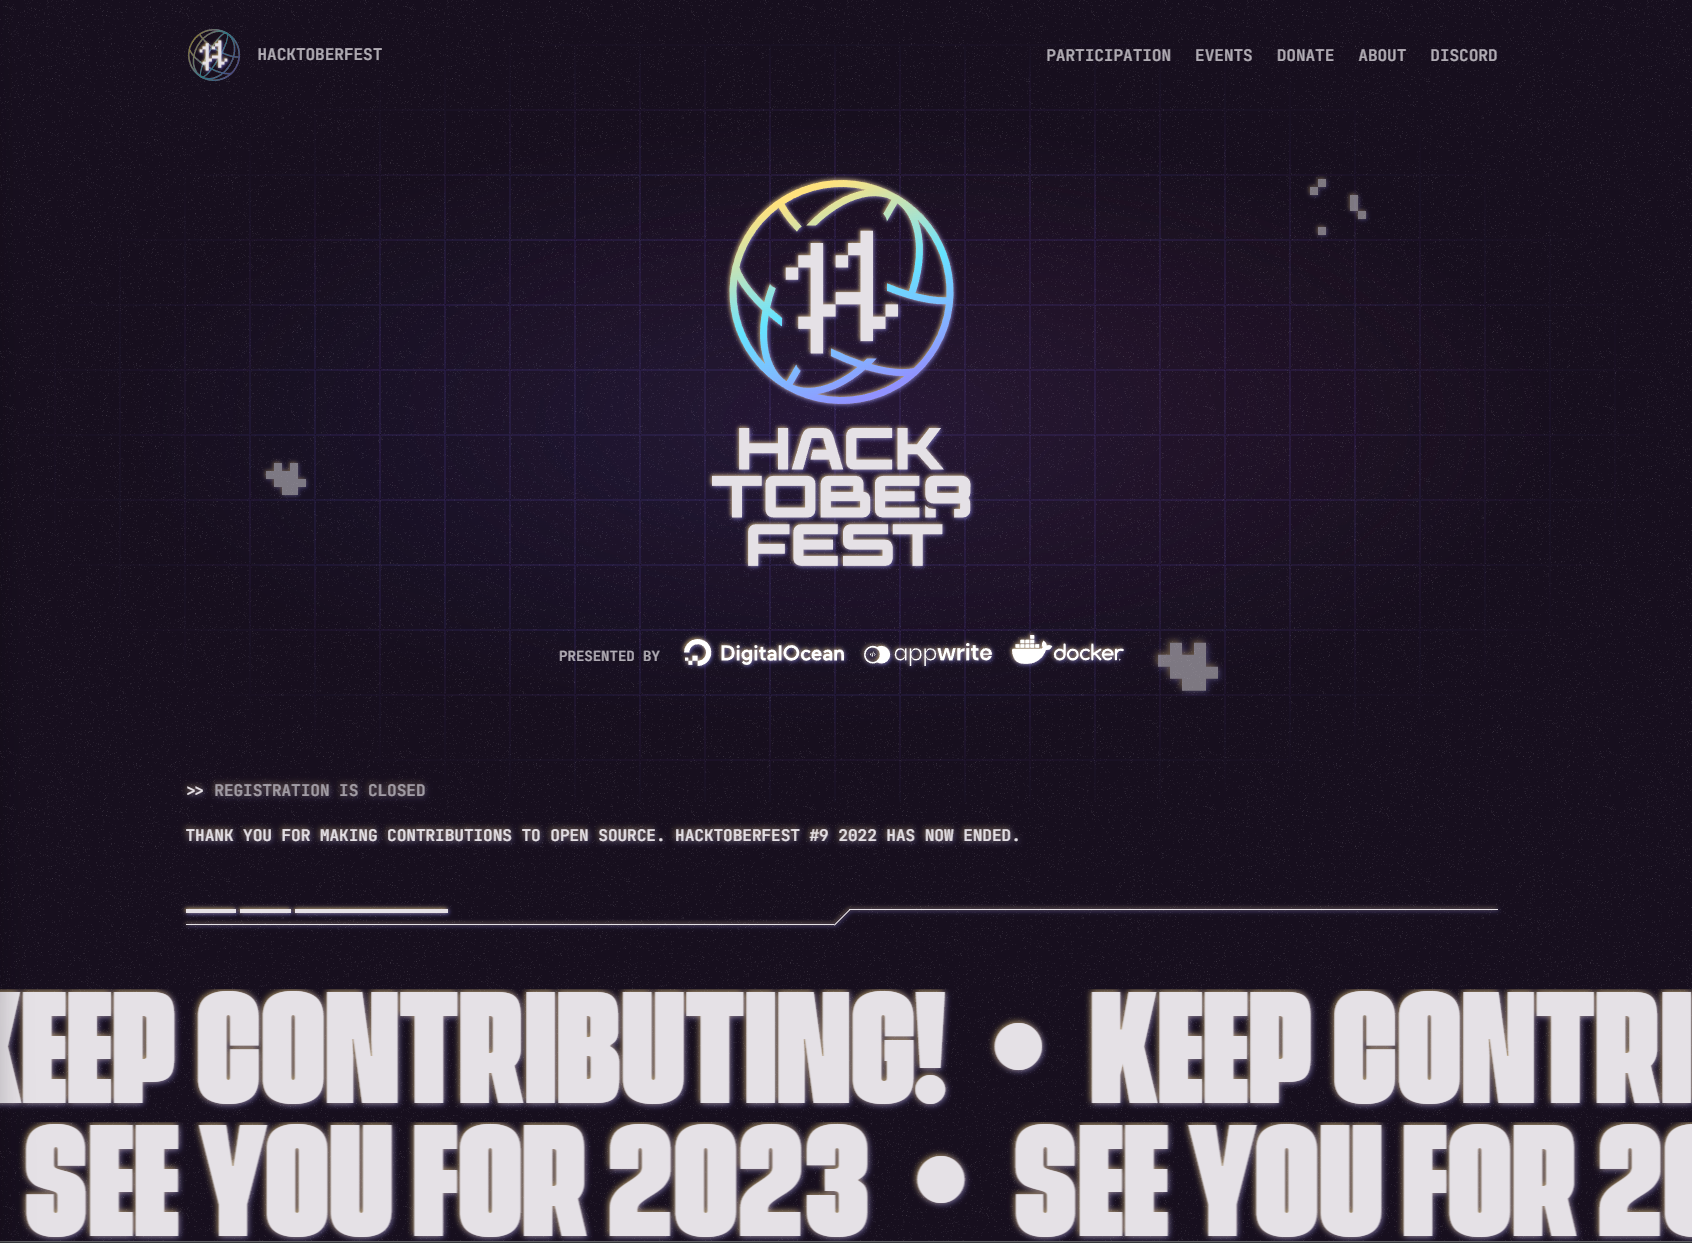 HACKTOBERFEST
PARTICIPATION EVENTS DONATE ABOUT DISCORD
HACK
TOBER
FEST
PRESENTED BY DigitalOcean appwrite docker
>> REGISTRATION IS CLOSED
THANK YOU FOR MAKING CONTRIBUTIONS TO OPEN SOURCE. HACKTOBERFEST #9 2022 HAS NOW ENDED.
KEEP CONTRIBUTING! • KEEP CONTRI
SEE YOU FOR 2023 • SEE YOU FOR 20